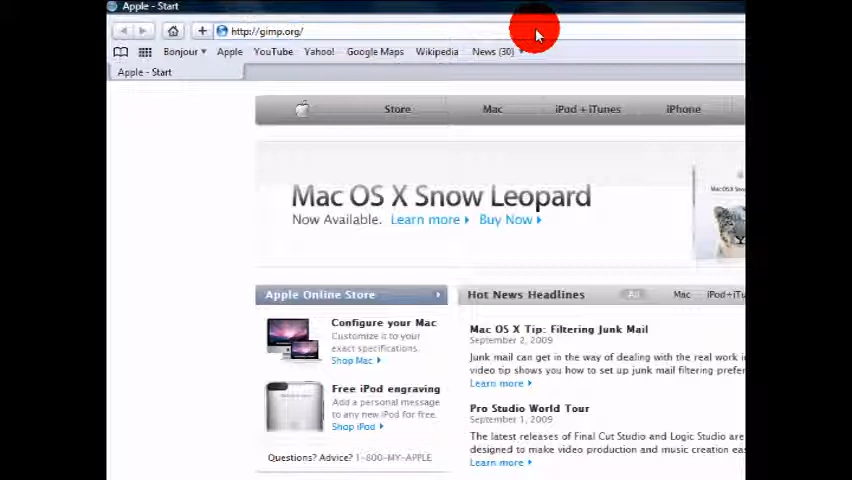 Apple - Start
http://gimp.org/
Bonjour Apple YouTube Yahoo! Google Maps Wikipedia News (30)
Apple - Start
Store Mac iPod + iTunes iPhone
Mac OS X Snow Leopard
Now Available. Learn more Buy Now
Apple Online Store
Hot News Headlines All Mac iPod+iTu
Configure your Mac
Customize it to your
exact specifications.
Shop Mac
Free iPod engraving
Add a personal message
to any new iPod for free.
Shop iPod
Questions? Advice? 1-800-MY-APPLE
Mac OS X Tip: Filtering Junk Mail
September 2, 2009
Junk mail can get in the way of dealing with the real work i
video tip shows you how to set up junk mail filtering prefer
Learn more
Pro Studio World Tour
September 1, 2009
The latest releases of Final Cut Studio and Logic Studio are
designed to make video production and music creation eas
Learn more